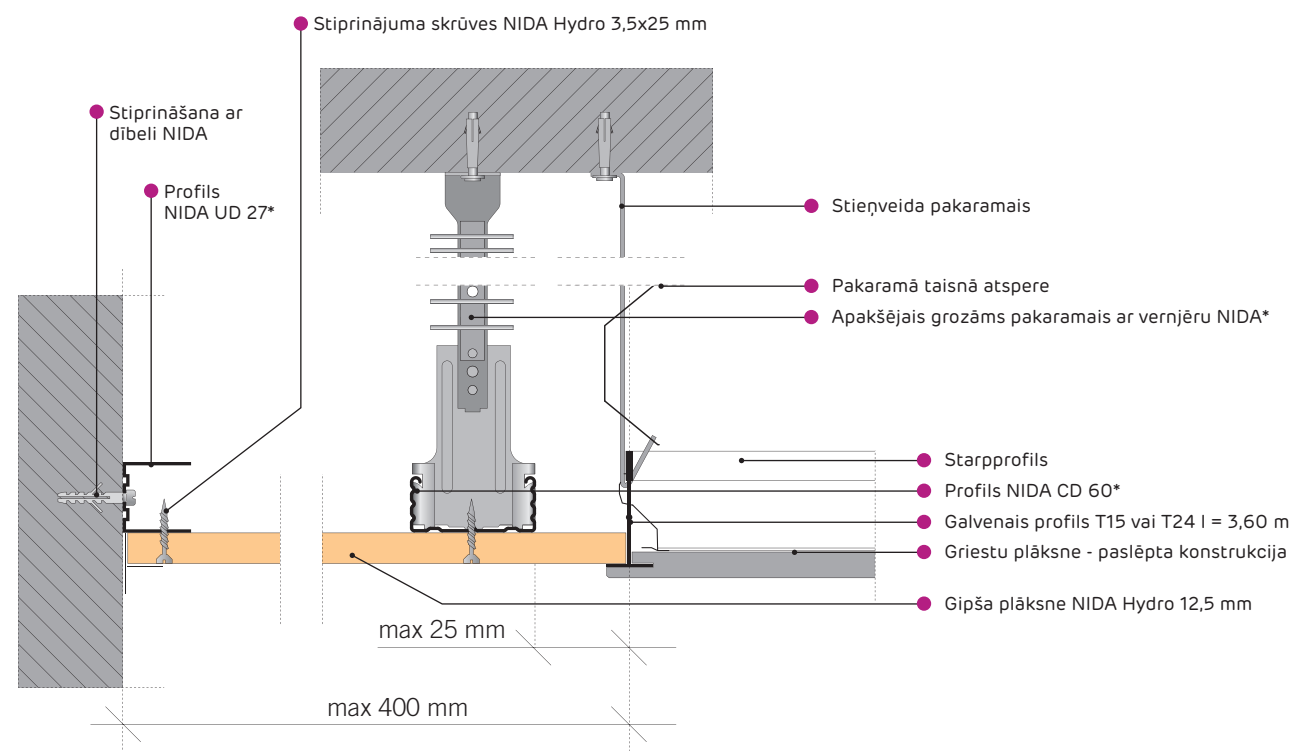 Stiprinājuma skrūves NIDA Hydro 3,5x25 mm
Stiprināšana ar
dībeli NIDA
Profils
NIDA UD 27*
Stieņveida pakaramais
Pakaramā taisnā atspere
Apakšējais grozāms pakaramais ar vernjēru NIDA*
Starpprofils
Profils NIDA CD 60*
Galvenais profils T15 vai T24 l = 3,60 m
Griestu plāksne - paslēpta konstrukcija
Gipša plāksne NIDA Hydro 12,5 mm
max 25 mm
max 400 mm